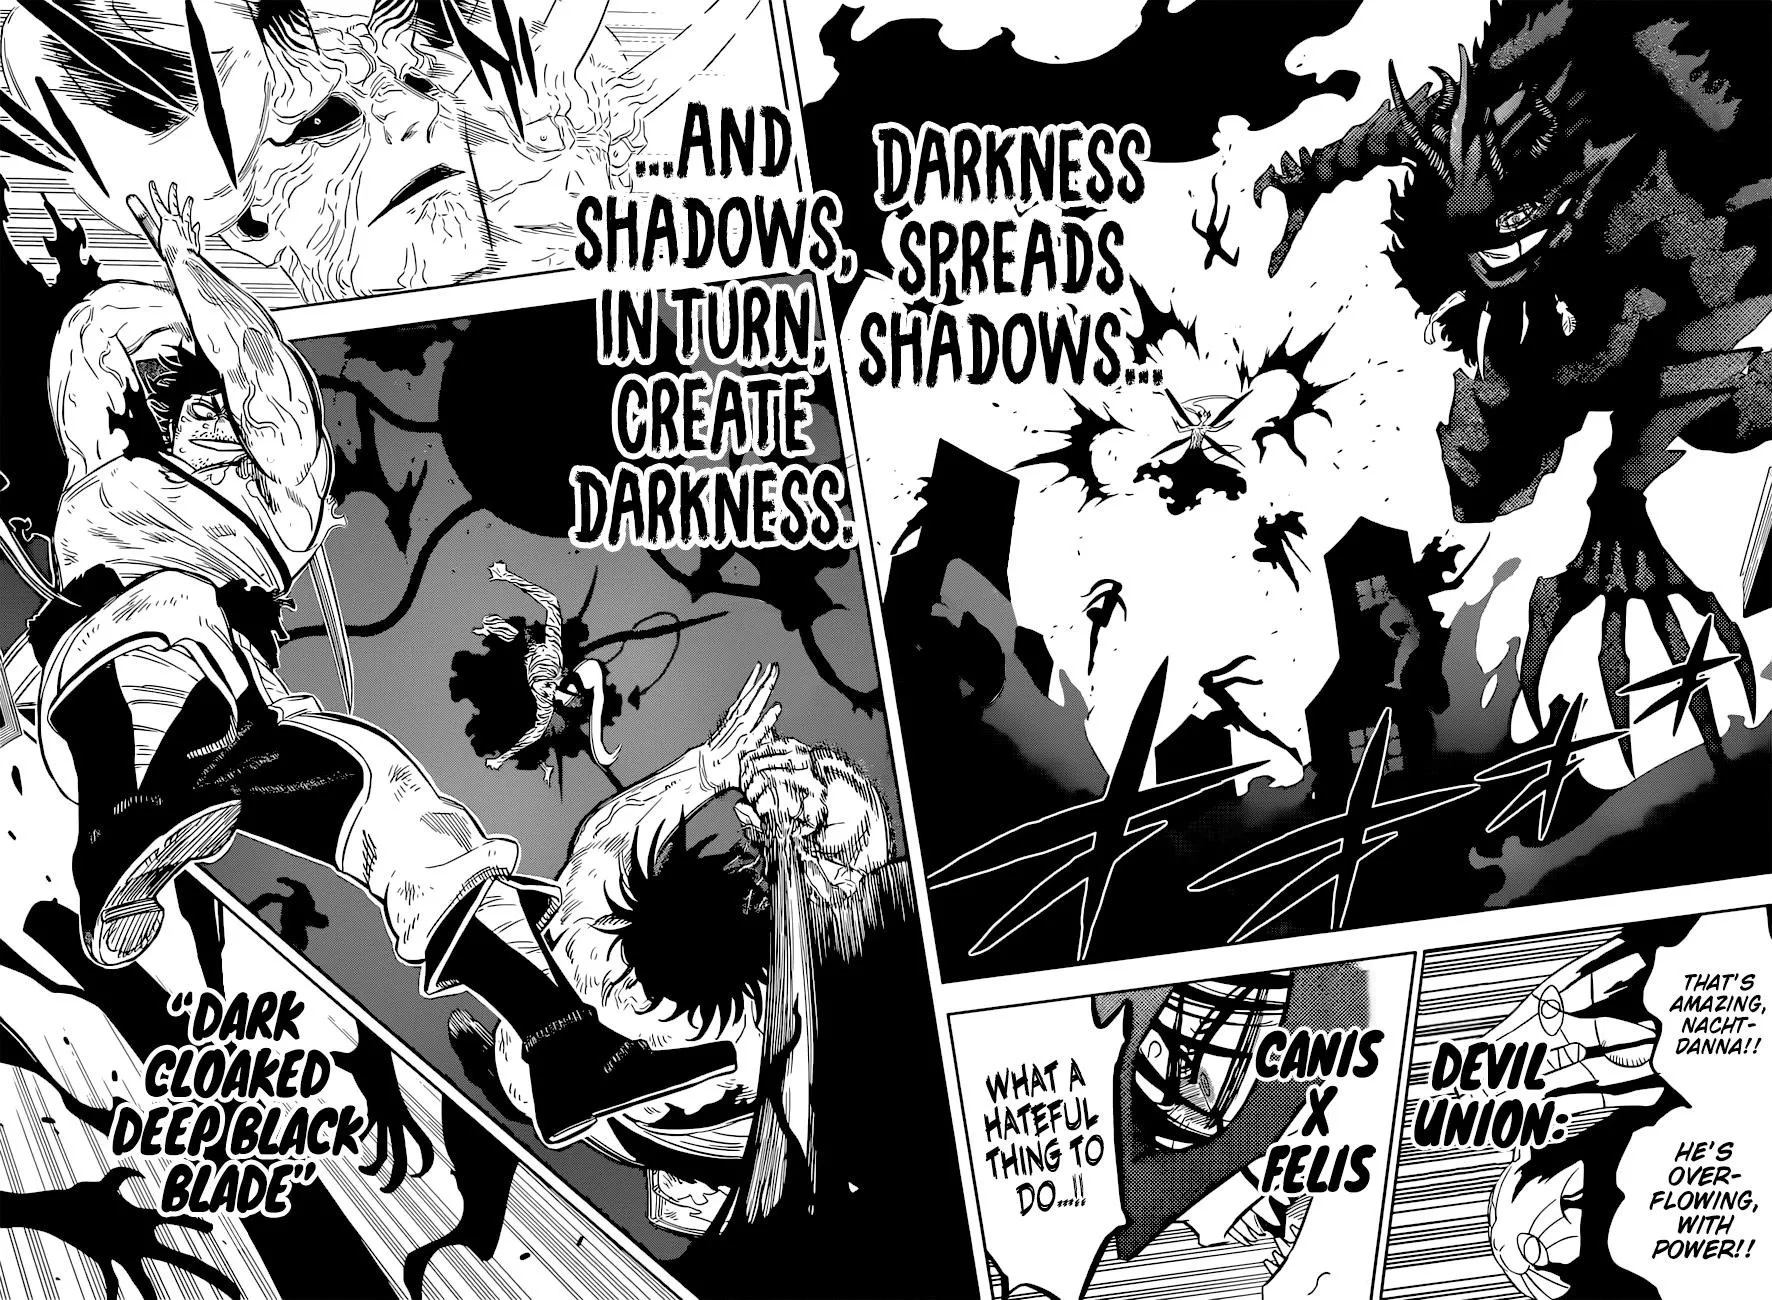 DARKNESS
SPREADS
SHADOWS...
THAT'S
AMAZING,
NACHT-
DANNA!!
HE'S
OVER-
FLOWING,
WITH
POWER!!
DEVIL
UNION:
CANIS
X
FELIS
WHAT A
HATEFUL
THING TO
DO...!!
...AND
SHADOWS,
IN TURN,
CREATE
DARKNESS.
"DARK
CLOAKED
DEEP BLACK
BLADE"